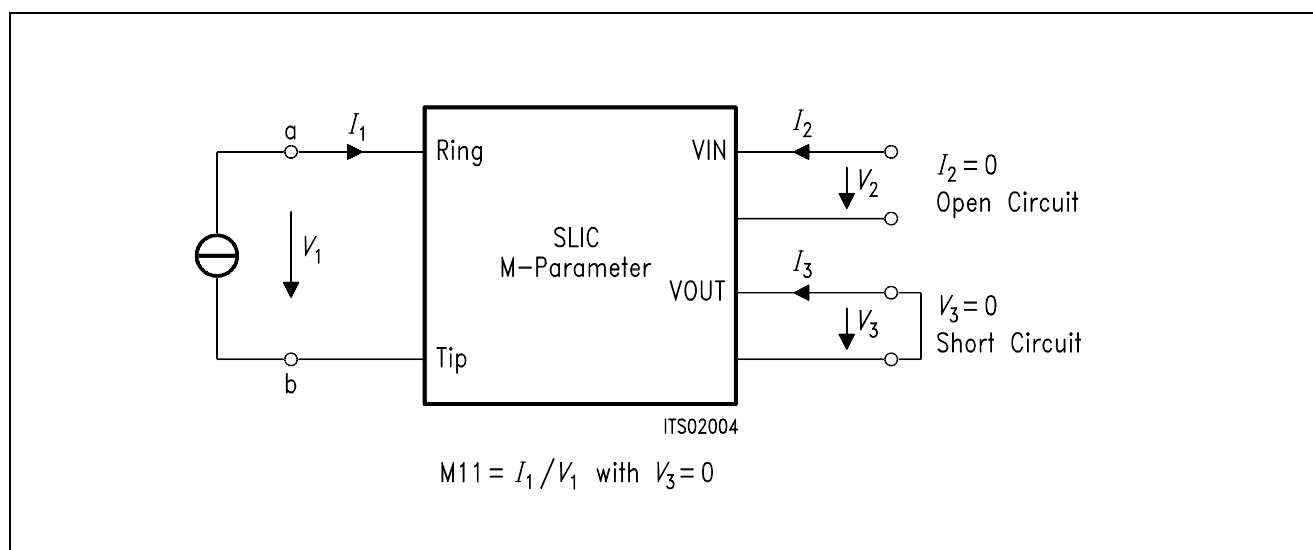 a
I1
Ring
VIN
I2
V2
I2 = 0
Open Circuit
V1
SLIC
M-Parameter
I3
VOUT
V3
V3 = 0
Short Circuit
Tip
b
ITS02004
M11 = I1/V1 with V3 = 0